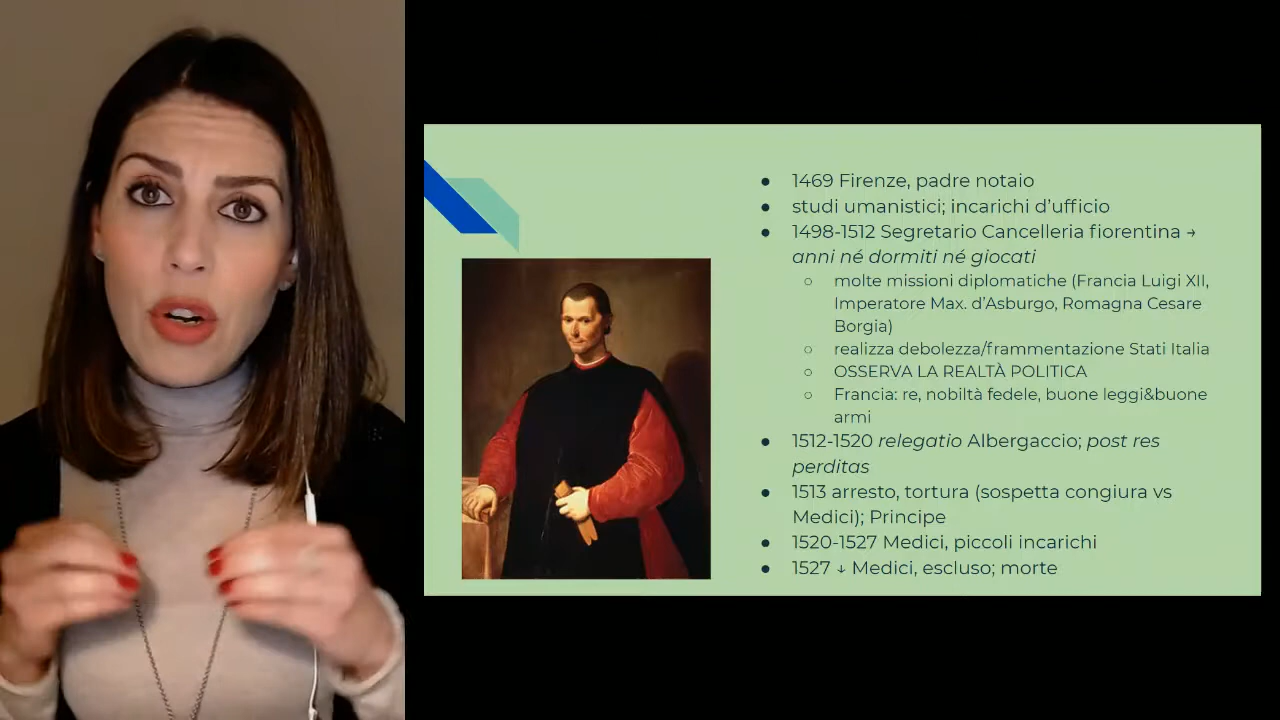 ● 1469 Firenze, padre notaio
● studi umanistici; incarichi d'ufficio
● 1498-1512 Segretario Cancelleria fiorentina →
anni né dormiti né giocati
○ molte missioni diplomatiche (Francia Luigi XII,
Imperatore Max. d'Asburgo, Romagna Cesare
Borgia)
○ realizza debolezza/frammentazione Stati Italia
○ OSSERVA LA REALTÀ POLITICA
○ Francia: re, nobiltà fedele, buone leggi&buone
armi
● 1512-1520 relegatio Albergaccio; post res
perditas
● 1513 arresto, tortura (sospetta congiura vs
Medici); Principe
● 1520-1527 Medici, piccoli incarichi
● 1527 ↓ Medici, escluso; morte